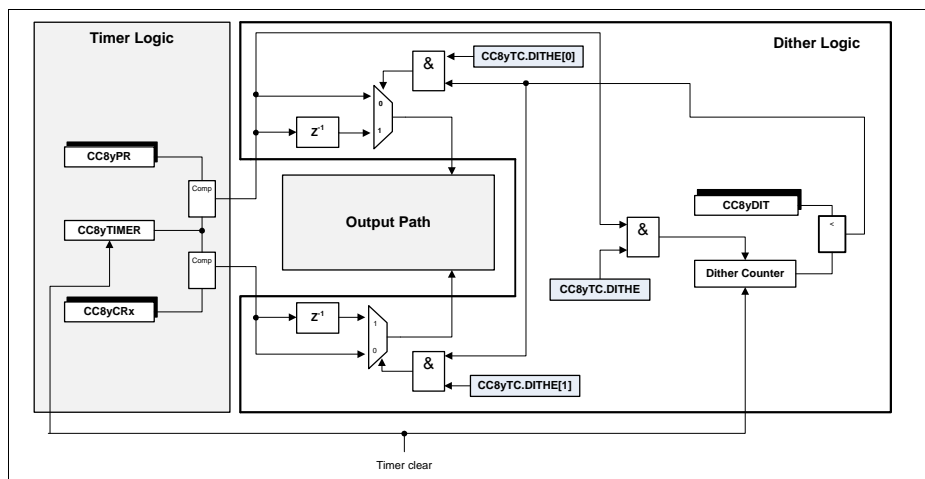 Timer Logic
Dither Logic
&
CC8yTC.DITHE[0]
0
1
Z-1
CC8yPR
Comp
CC8yTIMER
Output Path
CC8yDIT
<
&
Comp
CC8yTC.DITHE
Dither Counter
CC8yCRx
Z-1
1
0
&
CC8yTC.DITHE[1]
Timer clear